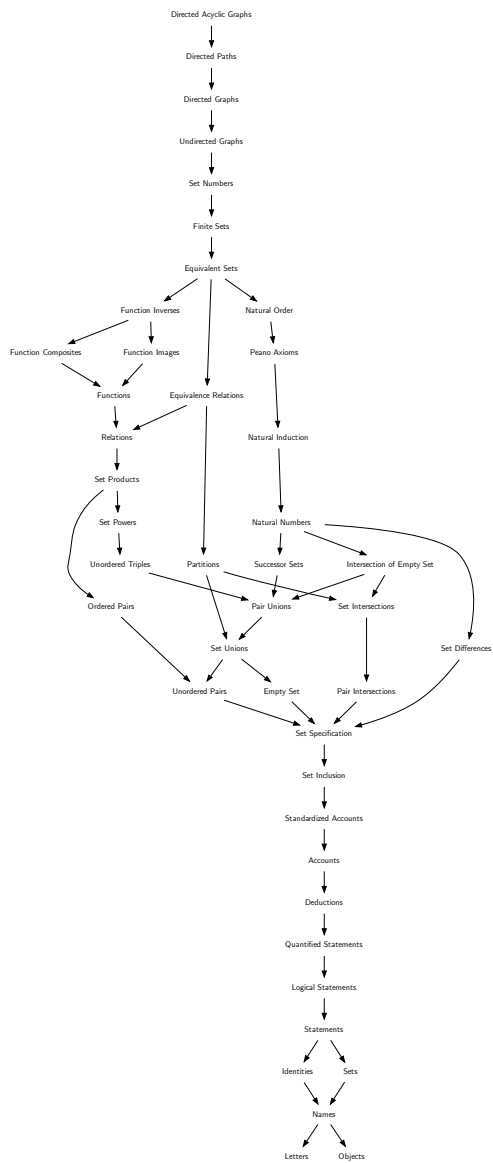 Directed Acyclic Graphs
Directed Paths
Directed Graphs
Undirected Graphs
Set Numbers
Finite Sets
Equivalent Sets
Function Inverses
Natural Order
Function Composites
Function Images
Peano Axioms
Functions
Equivalence Relations
Relations
Natural Induction
Set Products
Set Powers
Natural Numbers
Unordered Triples
Partitions
Successor Sets
Intersection of Empty Set
Ordered Pairs
Pair Unions
Set Intersections
Set Unions
Set Differences
Unordered Pairs
Empty Set
Pair Intersections
Set Specification
Set Inclusion
Standardized Accounts
Accounts
Deductions
Quantified Statements
Logical Statements
Statements
Identities
Sets
Names
Letters
Objects